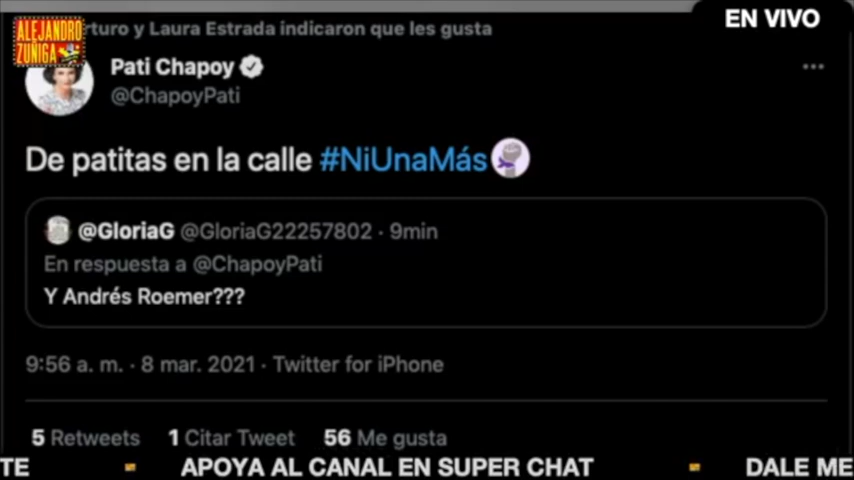 EN VIVO
ALEJANDRO
ZUÑIGA
rturo y Laura Estrada indicaron que les gusta
Pati Chapoy
@ChapoyPati
De patitas en la calle #NiUnaMás
@GloriaG @GloriaG22257802 · 9min
En respuesta a @ChapoyPati
Y Andrés Roemer???
9:56 a. m. · 8 mar. 2021 · Twitter for iPhone
5 Retweets 1 Citar Tweet 56 Me gusta
TE APOYA AL CANAL EN SUPER CHAT DALE ME